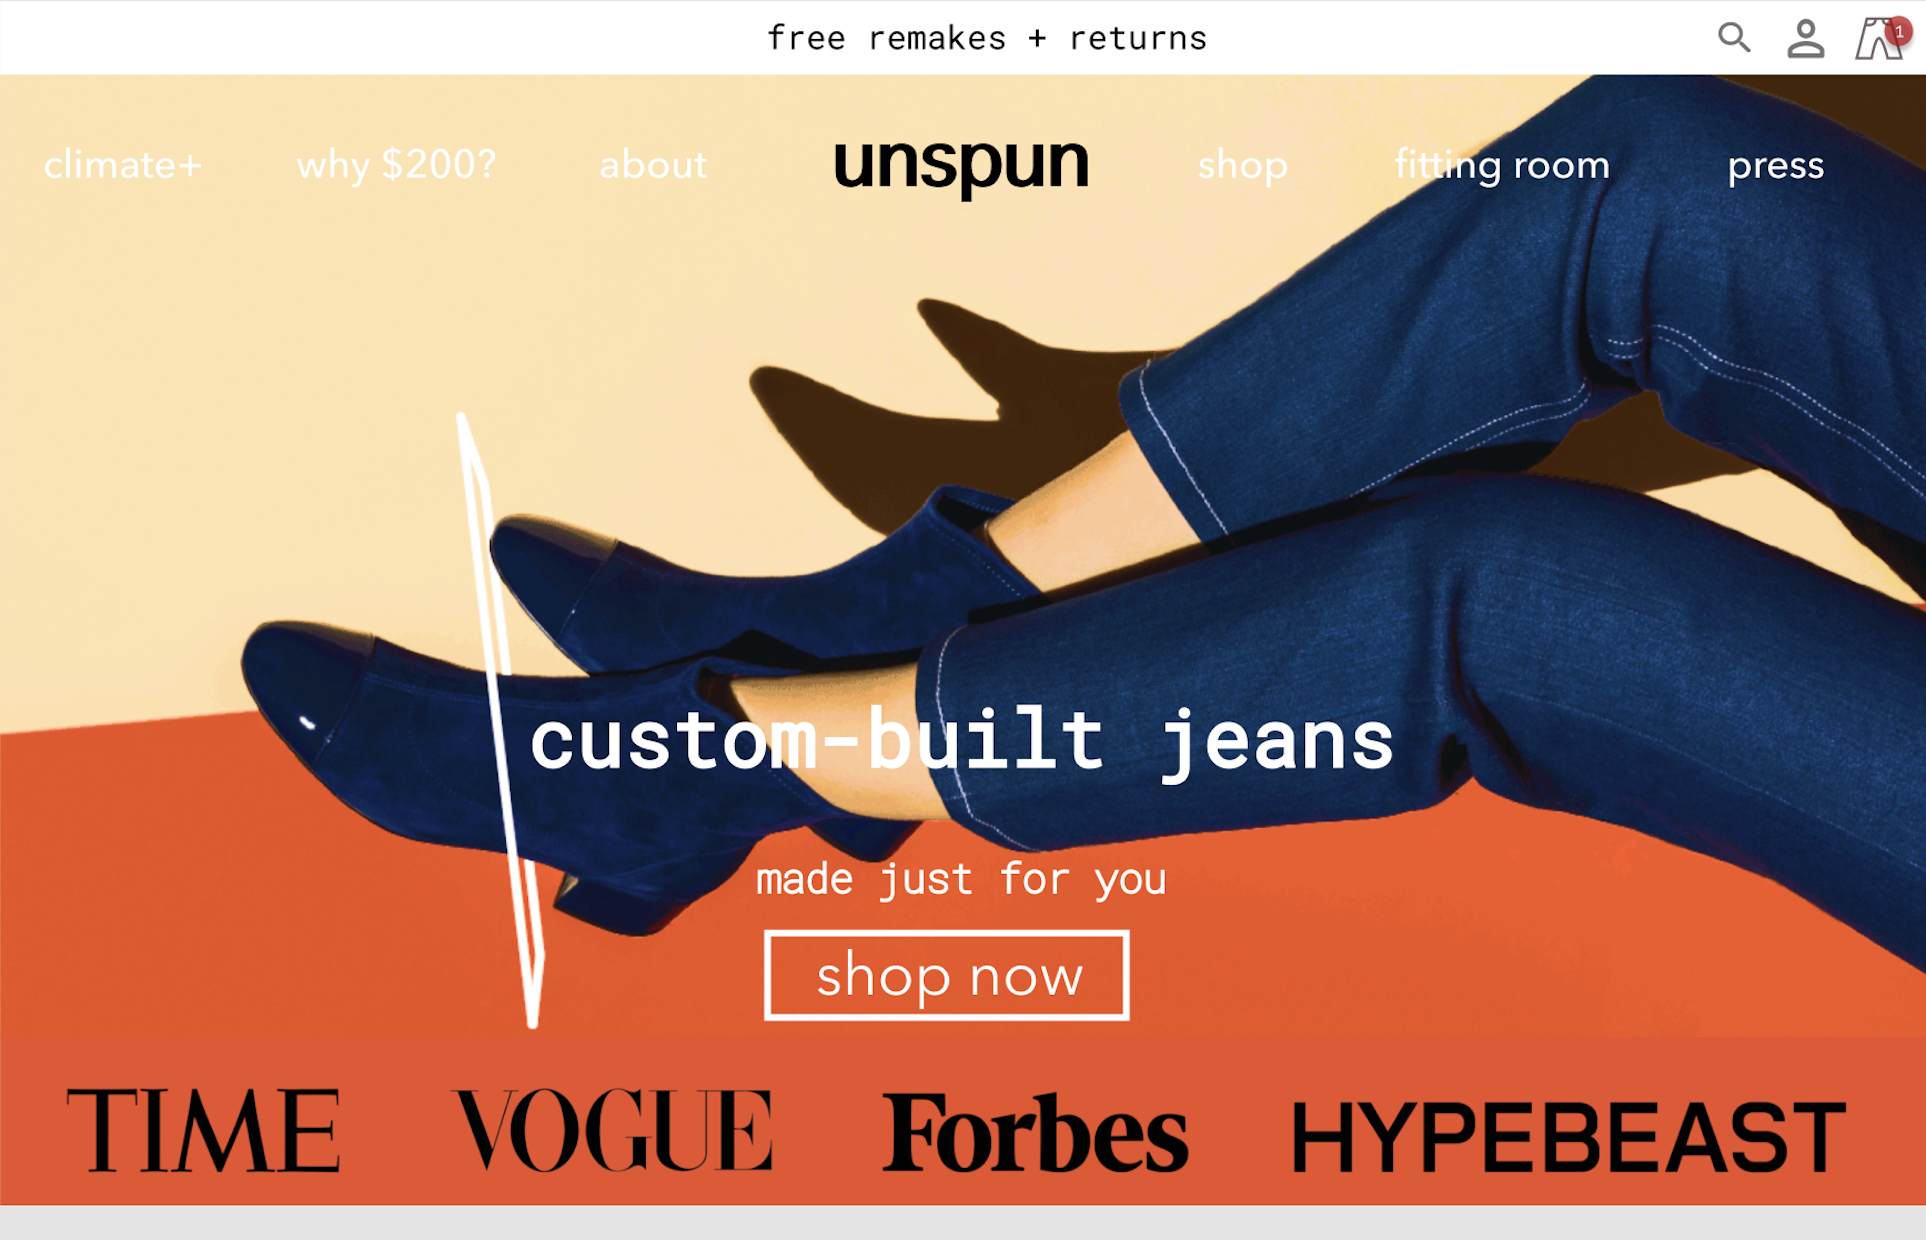 free remakes + returns
1
climate+ why $200? about unspun shop fitting room press
custom-built jeans
made just for you
shop now
TIME VOGUE Forbes HYPEBEAST